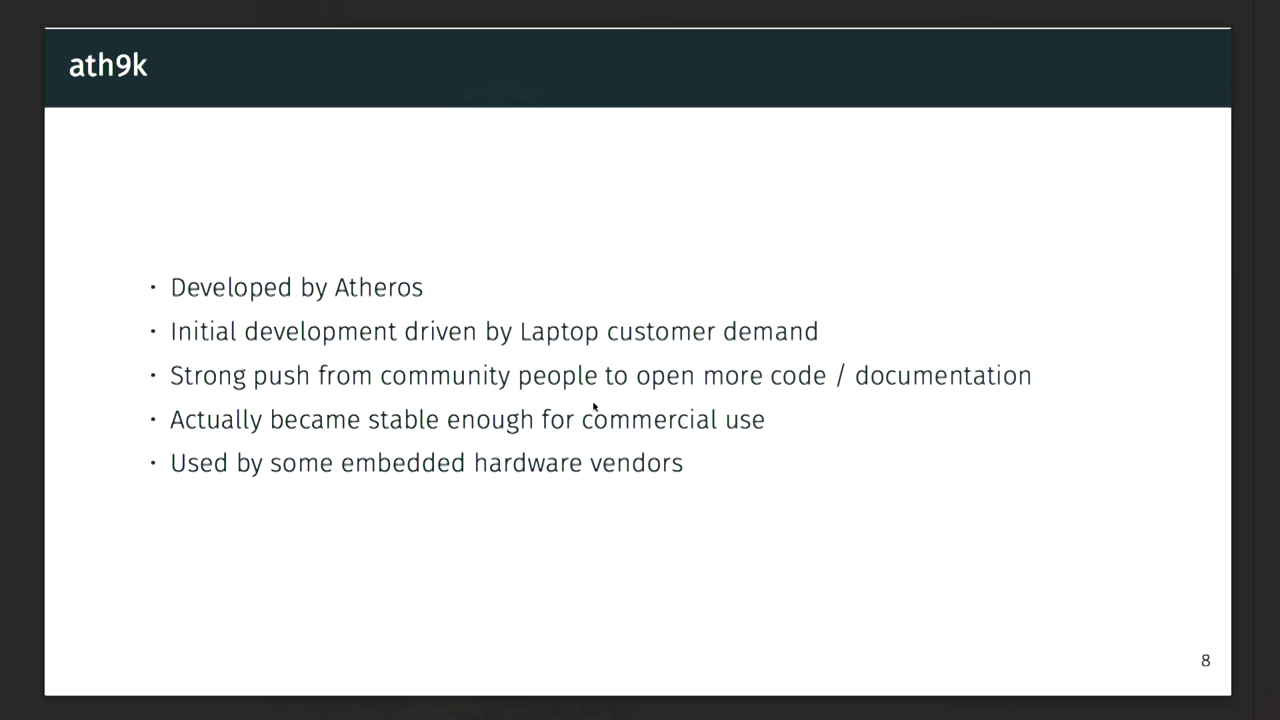 ath9k
· Developed by Atheros
· Initial development driven by Laptop customer demand
· Strong push from community people to open more code / documentation
· Actually became stable enough for commercial use
· Used by some embedded hardware vendors
8